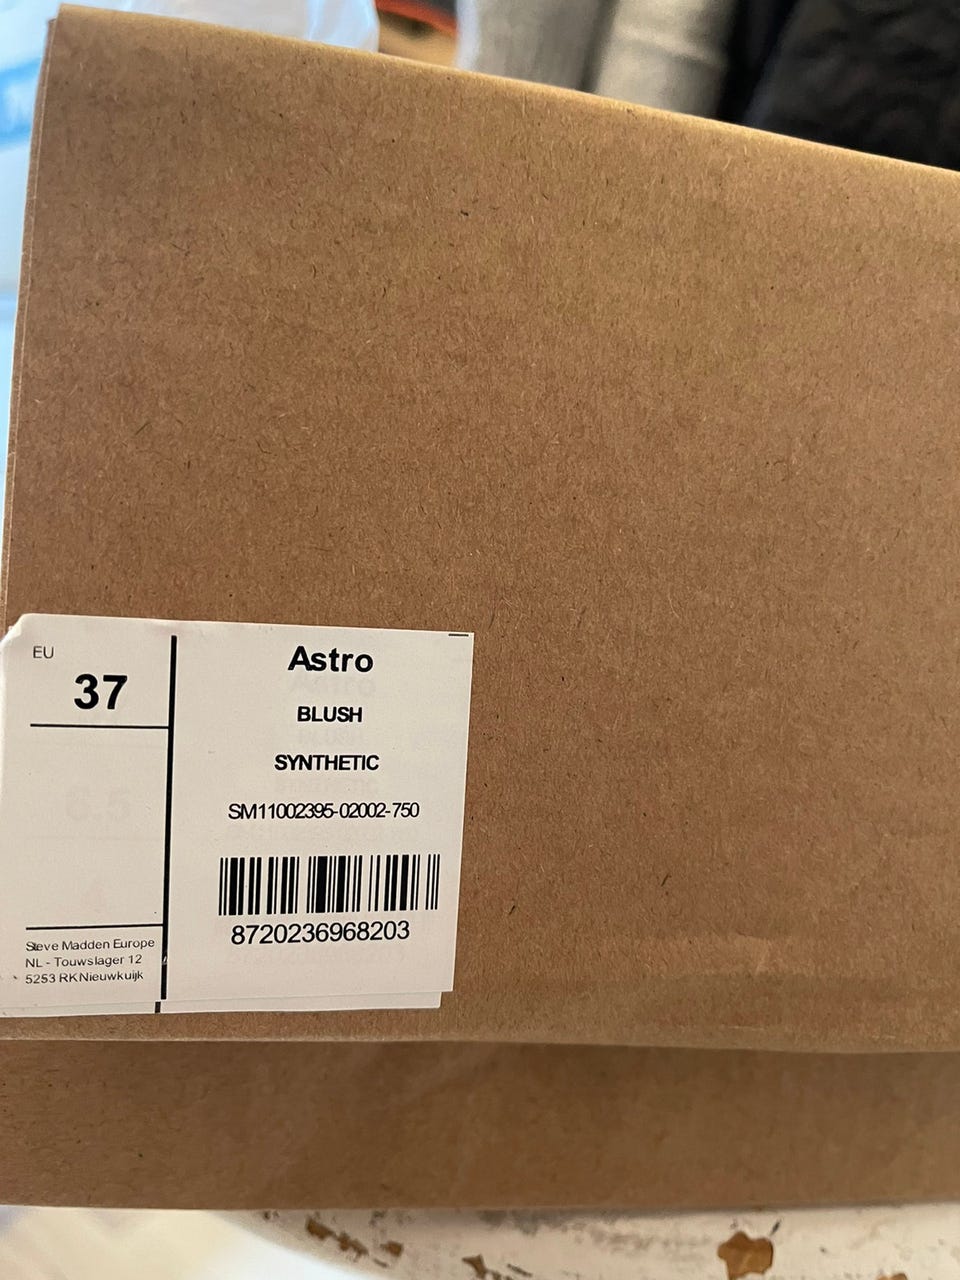 EU
37
Astro
BLUSH
SYNTHETIC
SM11002395-02002-750
8720236968203
Steve Madden Europe
NL - Touwslager 12
5253 RK Nieuwkuijk